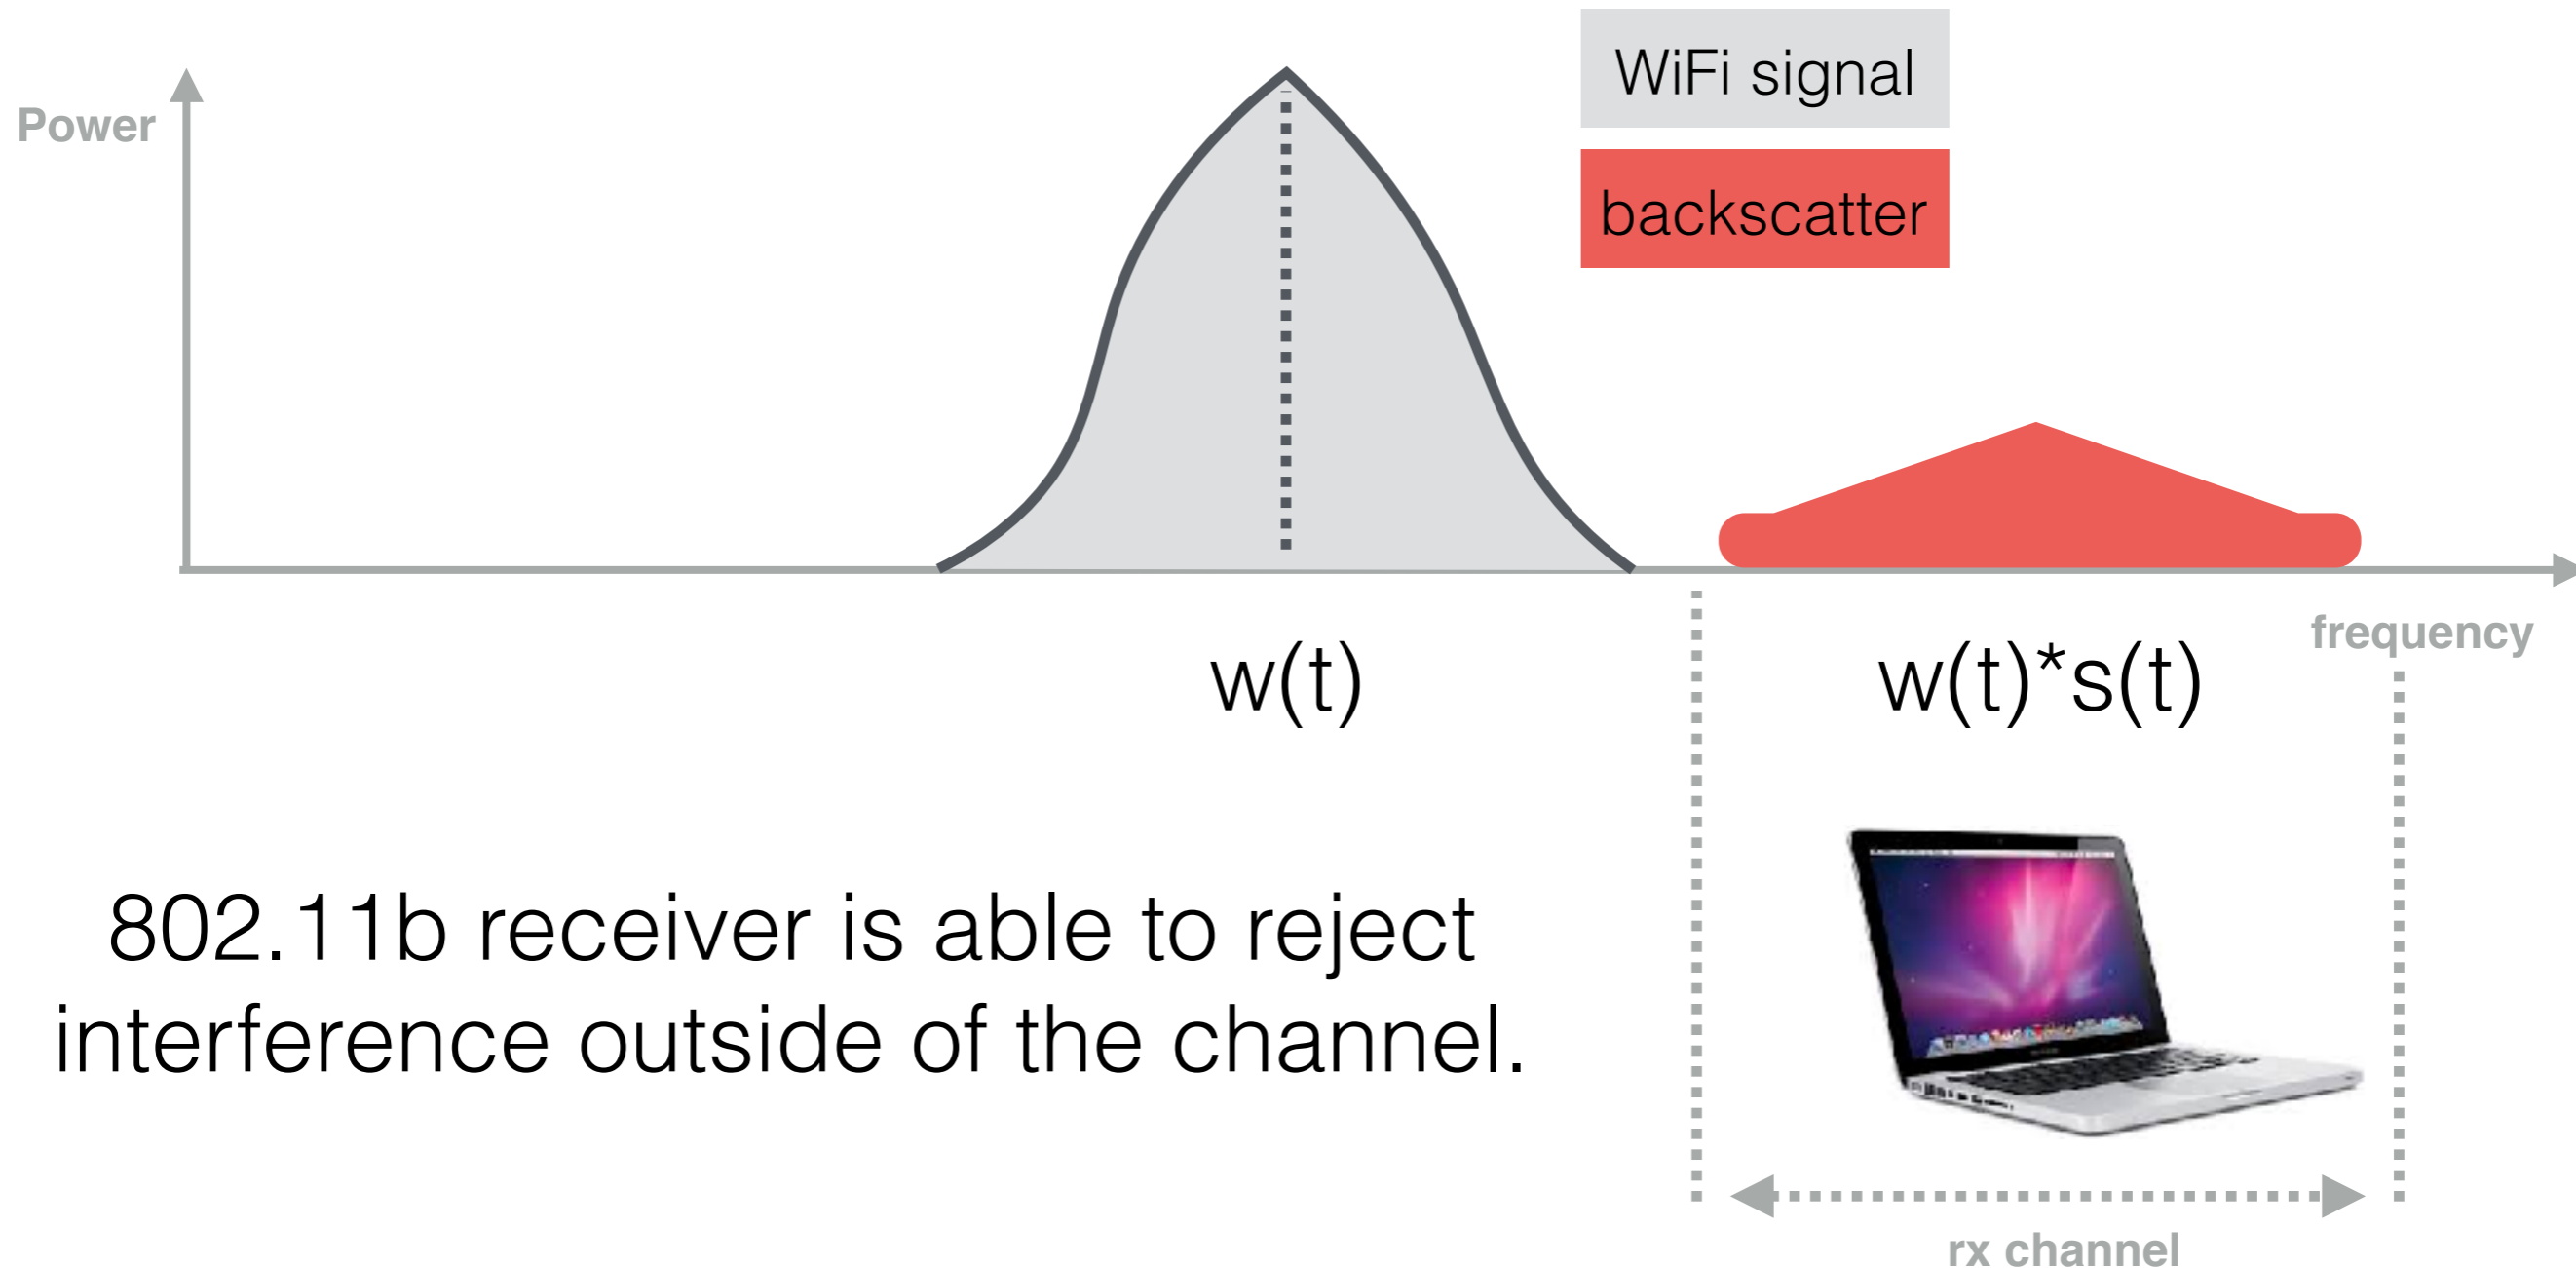 WiFi signal
Power
backscatter
frequency
w(t)
w(t)*s(t)
802.11b receiver is able to reject
interference outside of the channel.
rx channel